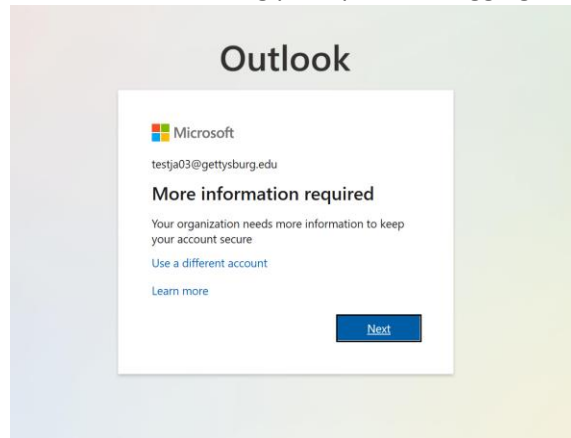 Outlook
Microsoft
testja03@gettysburg.edu
More information required
Your organization needs more information to keep
your account secure
Use a different account
Learn more
Next